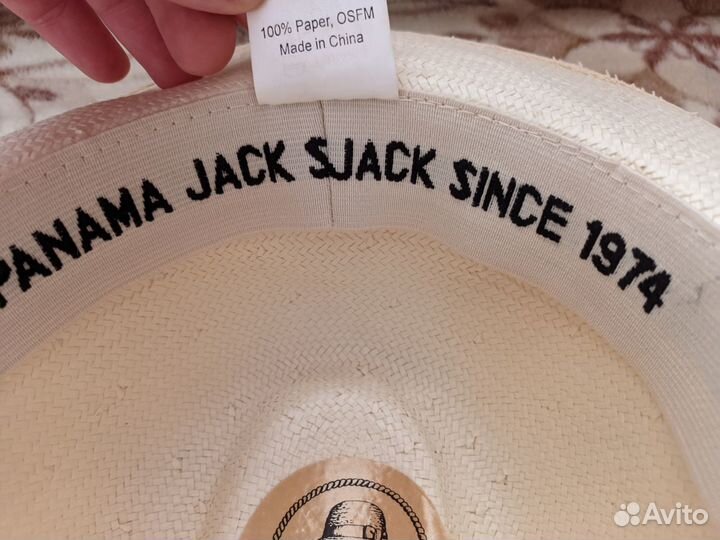 100% Paper, OSFM
Made in China
PANAMA JACK SJACK SINCE 1974
Avito